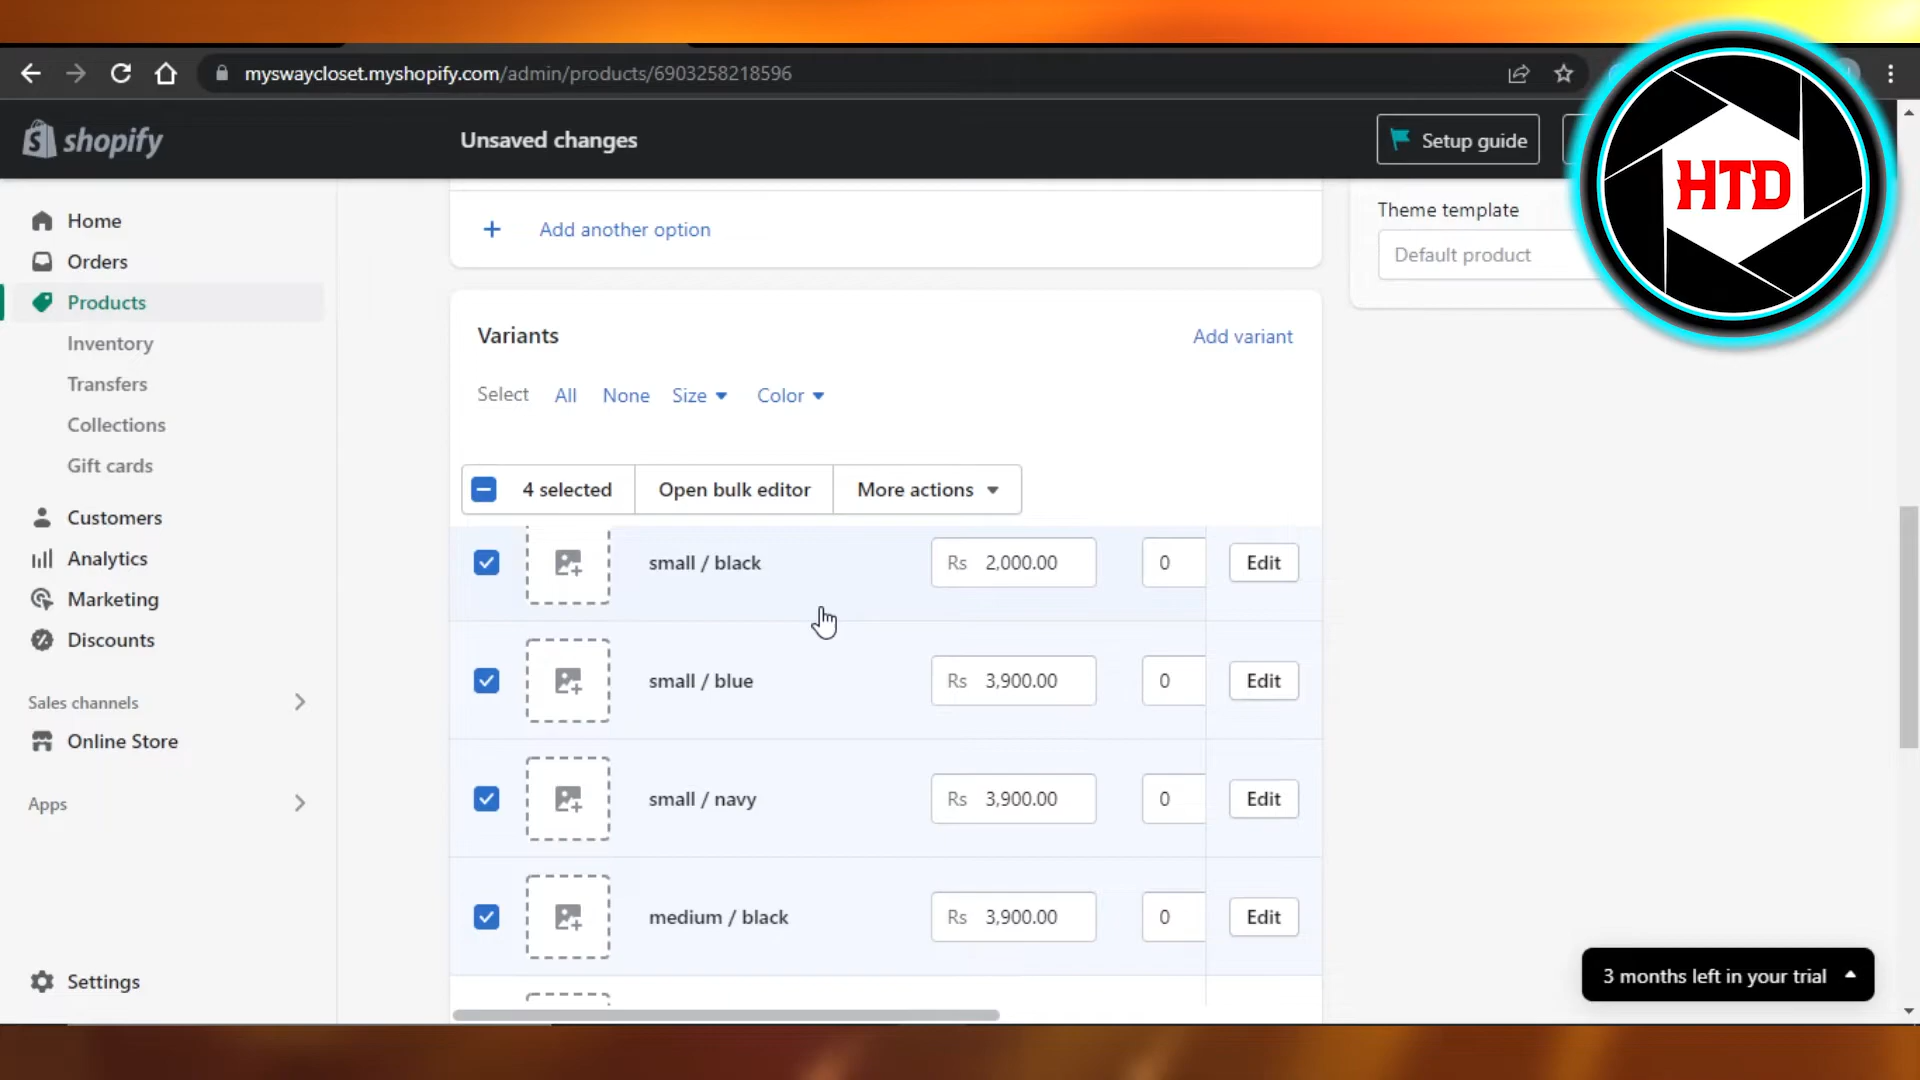 myswaycloset.myshopify.com/admin/products/6903258218596
shopify
Unsaved changes
Setup guide
HTD
Home
Orders
Products
Inventory
Transfers
Collections
Gift cards
Customers
Analytics
Marketing
Discounts
Sales channels
Online Store
Apps
Settings
Add another option
Theme template
Default product
Variants
Add variant
Select All None Size Color
4 selected Open bulk editor More actions
small / black Rs 2,000.00 0 Edit
small / blue Rs 3,900.00 0 Edit
small / navy Rs 3,900.00 0 Edit
medium / black Rs 3,900.00 0 Edit
3 months left in your trial